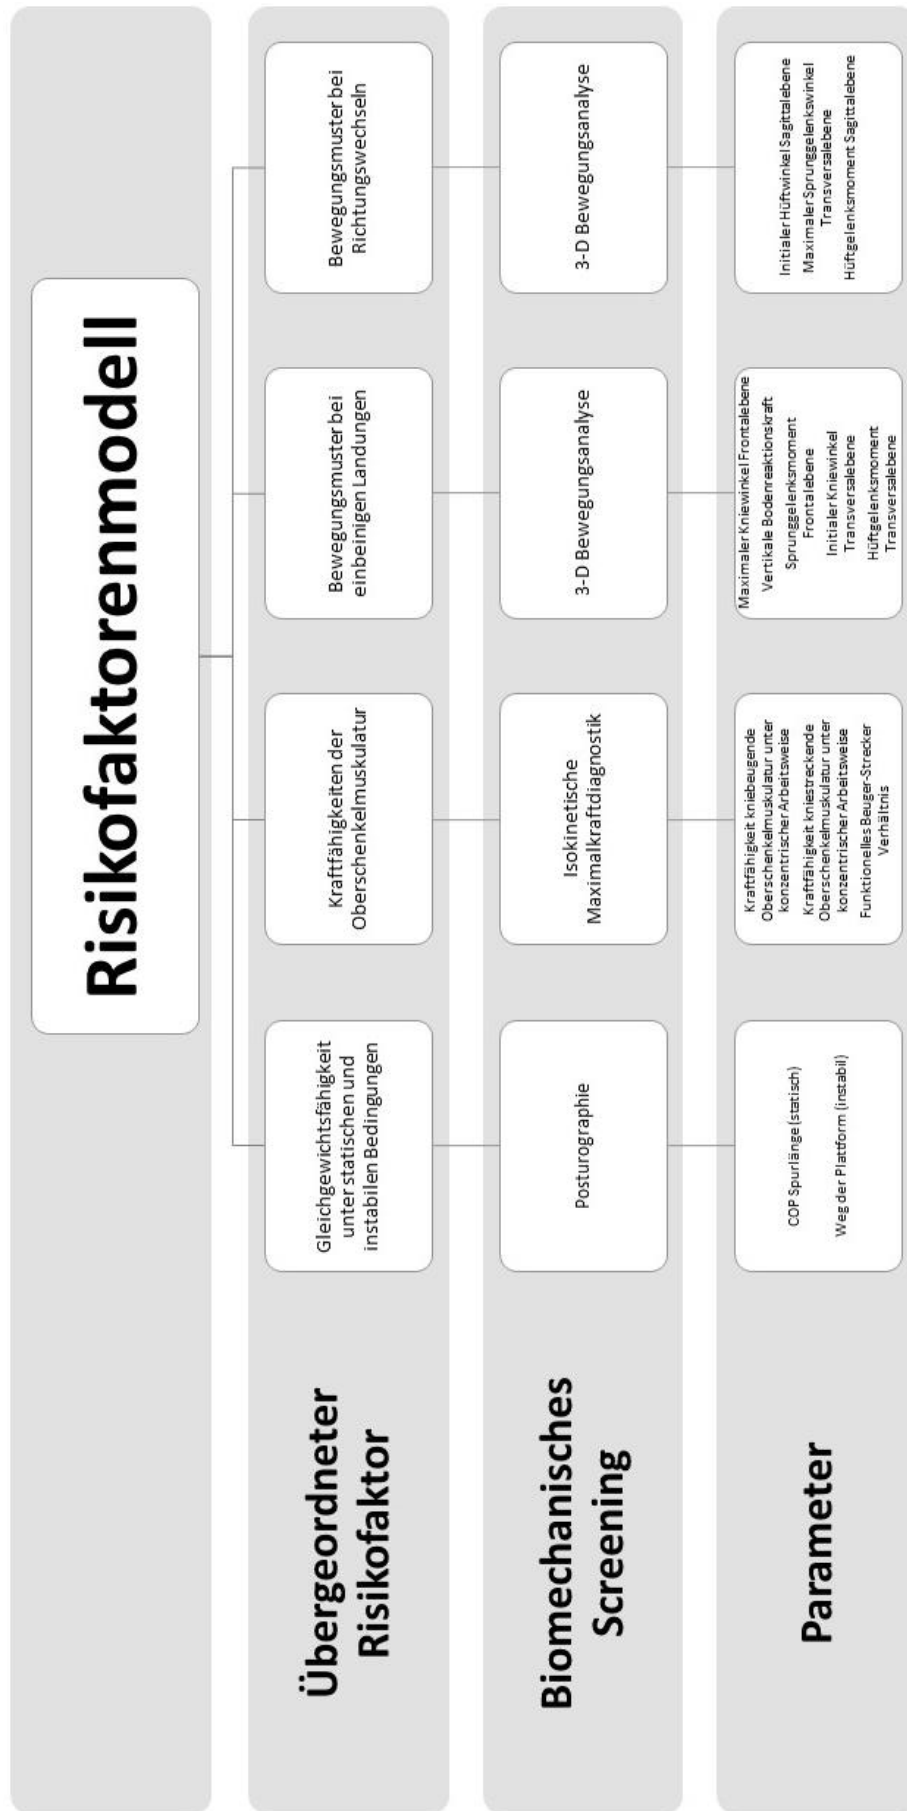 Risikofaktorenmodell
Übergeordneter
Risikofaktor
Gleichgewichtsfähigkeit
unter statischen und
instabilen Bedingungen
Kraftfähigkeiten der
Oberschenkelmuskulatur
Bewegungsmuster bei
einbeinigen Landungen
Bewegungsmuster bei
Richtungswechseln
Biomechanisches
Screening
Posturographie
Isokinetische
Maximalkraftdiagnostik
3-D Bewegungsanalyse
3-D Bewegungsanalyse
Parameter
COP Spurlänge (statisch)
Weg der Plattform (instabil)
Kraftfähigkeit kniebeugende
Oberschenkelmuskulatur unter
konzentrischer Arbeitsweise
Kraftfähigkeit kniestreckende
Oberschenkelmuskulatur unter
konzentrischer Arbeitsweise
Funktionelles Beuger-Strecker
Verhältnis
Maximaler Kniewinkel Frontalebene
Vertikale Bodenreaktionskraft
Sprunggelenksmoment
Frontalebene
Initialer Kniewinkel
Transversalebene
Hüftgelenksmoment
Transversalebene
Initialer Hüftwinkel Sagittalebene
Maximaler Sprunggelenkswinkel
Transversalebene
Hüftgelenksmoment Sagittalebene